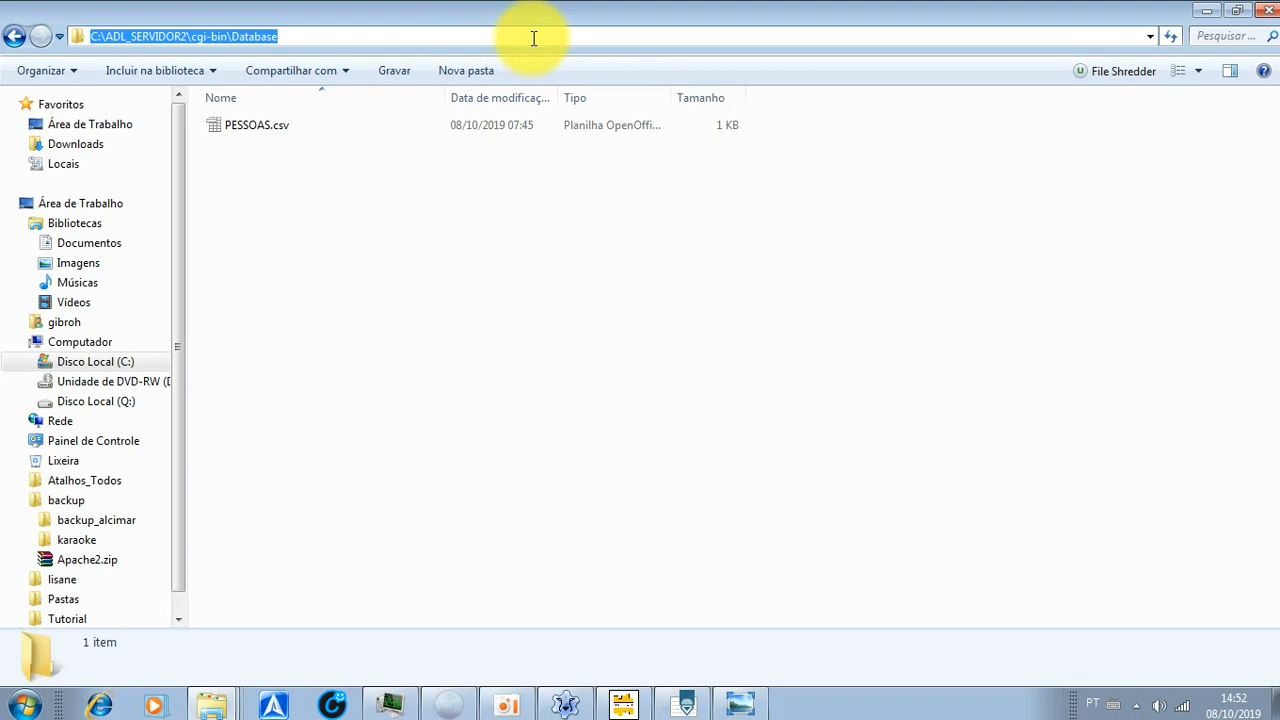 C:\ADL_SERVIDOR2\cgi-bin\Database
Pesquisar ...
Organizar
Incluir na biblioteca
Compartilhar com
Gravar
Nova pasta
File Shredder
Nome
Data de modificaç...
Tipo
Tamanho
PESSOAS.csv
08/10/2019 07:45
Planilha OpenOffi...
1 KB
Favoritos
Área de Trabalho
Downloads
Locais
Área de Trabalho
Bibliotecas
Documentos
Imagens
Músicas
Vídeos
gibroh
Computador
Disco Local (C:)
Unidade de DVD-RW (D
Disco Local (Q:)
Rede
Painel de Controle
Lixeira
Atalhos_Todos
backup
backup_alcimar
karaoke
Apache2.zip
lisane
Pastas
Tutorial
1 item
PT
14:52
08/10/2019